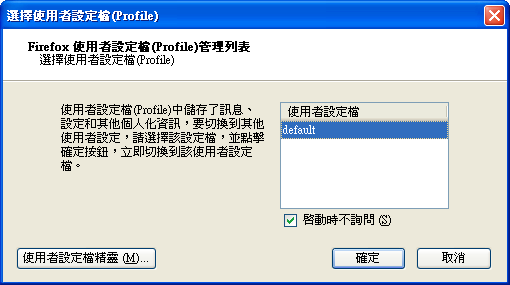 選擇使用者設定檔(Profile)
Firefox 使用者設定檔(Profile)管理列表
選擇使用者設定檔(Profile)
使用者設定檔(Profile)中儲存了訊息、
設定和其他個人化資訊，要切換到其他
使用者設定，請選擇該設定檔，並點擊
確定按鈕，立即切換到該使用者設定
檔。
使用者設定檔
default
啓動時不詢問 (S)
使用者設定檔精靈 (M)...
確定
取消